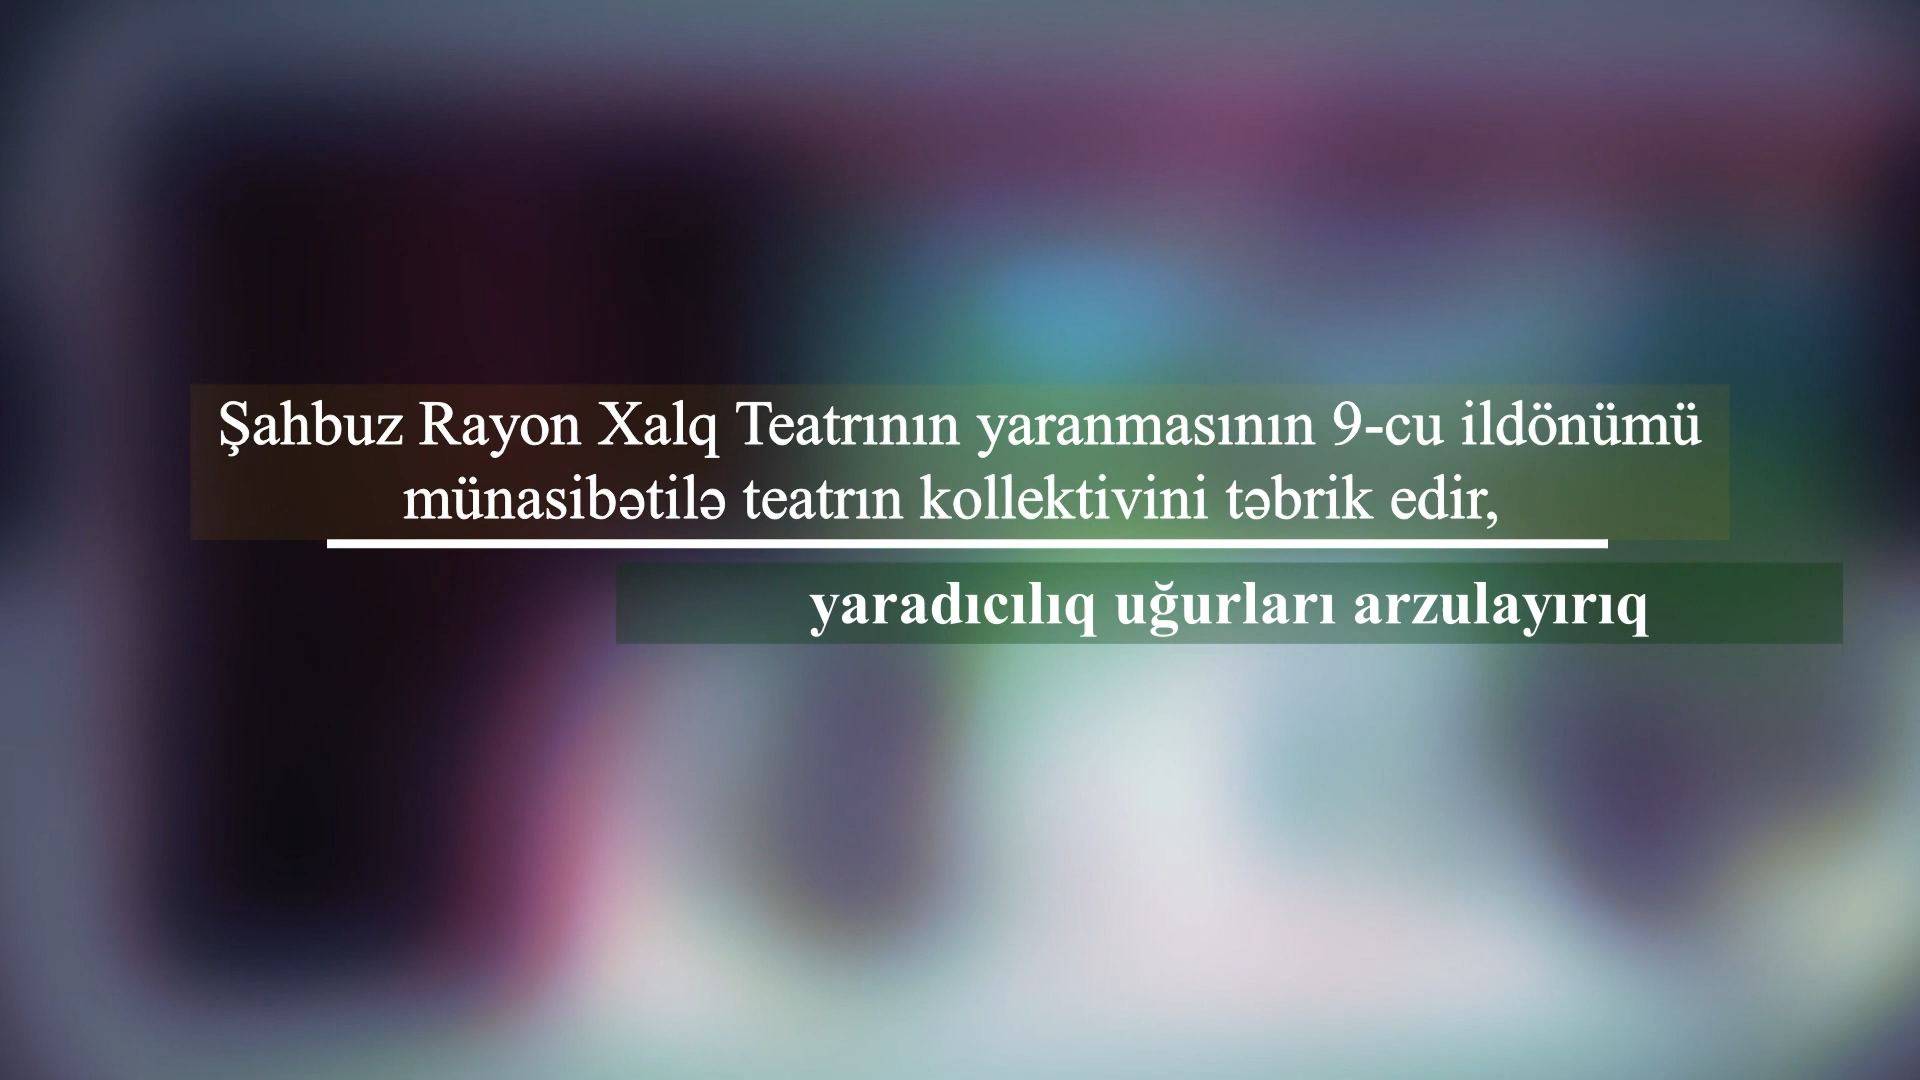 Şahbuz Rayon Xalq Teatrının yaranmasının 9-cu ildönümü
münasibətilə teatrın kollektivini təbrik edir,
yaradıcılıq uğurları arzulayırıq